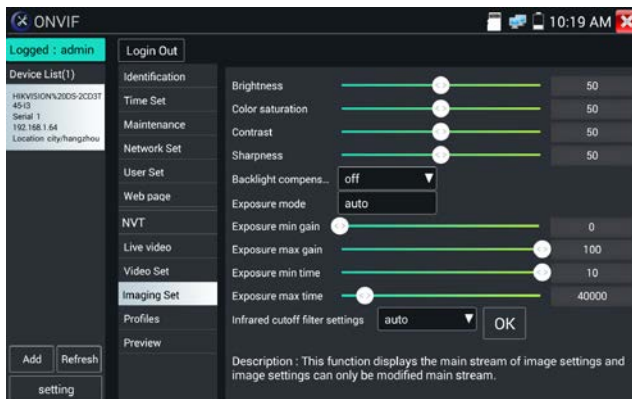 ONVIF
10:19 AM
Logged : admin
Login Out
Device List(1)
HIKVISION%20DS-2CD3T
45-I3
Serial 1
192.168.1.64
Location city/hangzhou
Identification
Time Set
Maintenance
Network Set
User Set
Web page
NVT
Live video
Video Set
Imaging Set
Profiles
Preview
Brightness 50
Color saturation 50
Contrast 50
Sharpness 50
Backlight compens... off
Exposure mode auto
Exposure min gain 0
Exposure max gain 100
Exposure min time 10
Exposure max time 40000
Infrared cutoff filter settings auto OK
Description : This function displays the main stream of image settings and
image settings can only be modified main stream.
Add Refresh
setting